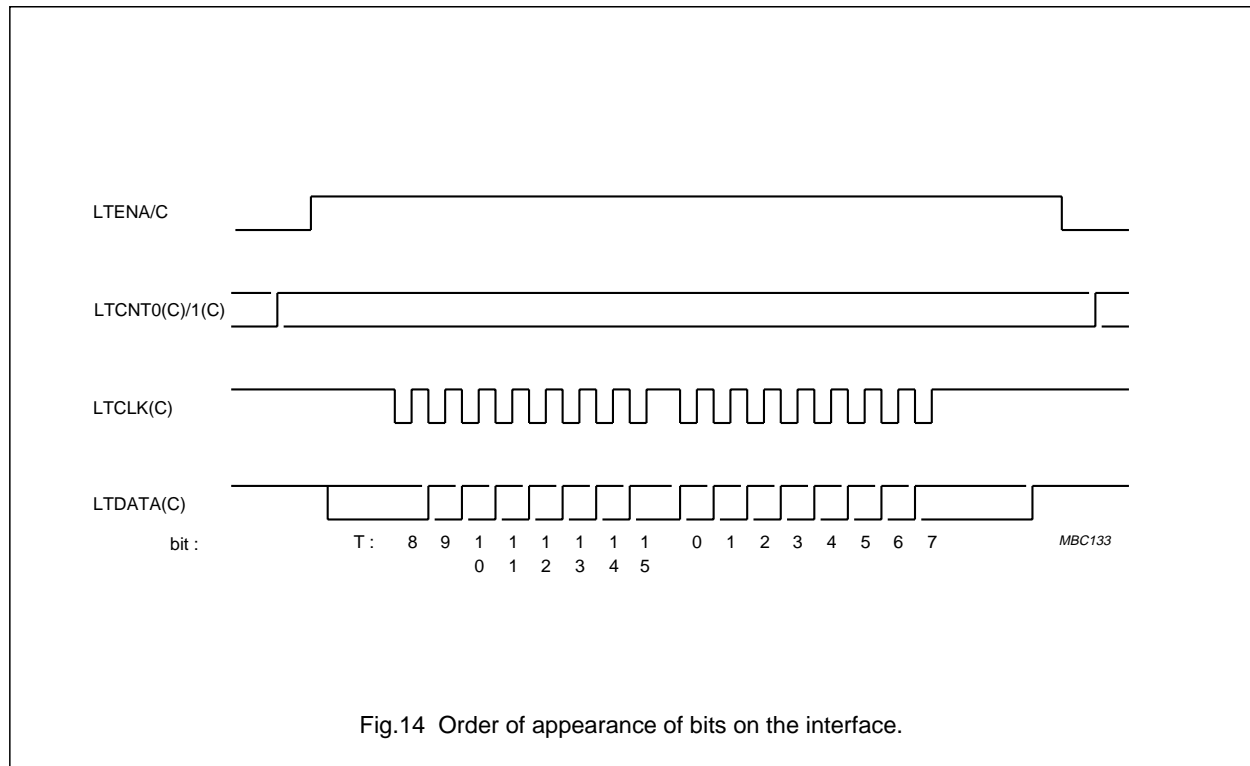 LTENA/C
LTCNT0(C)/1(C)
LTCLK(C)
LTDATA(C)
bit : T : 8 9 1 1 1 1 1 1 0 1 2 3 4 5 6 7 MBC133
0 1 2 3 4 5
Fig.14 Order of appearance of bits on the interface.